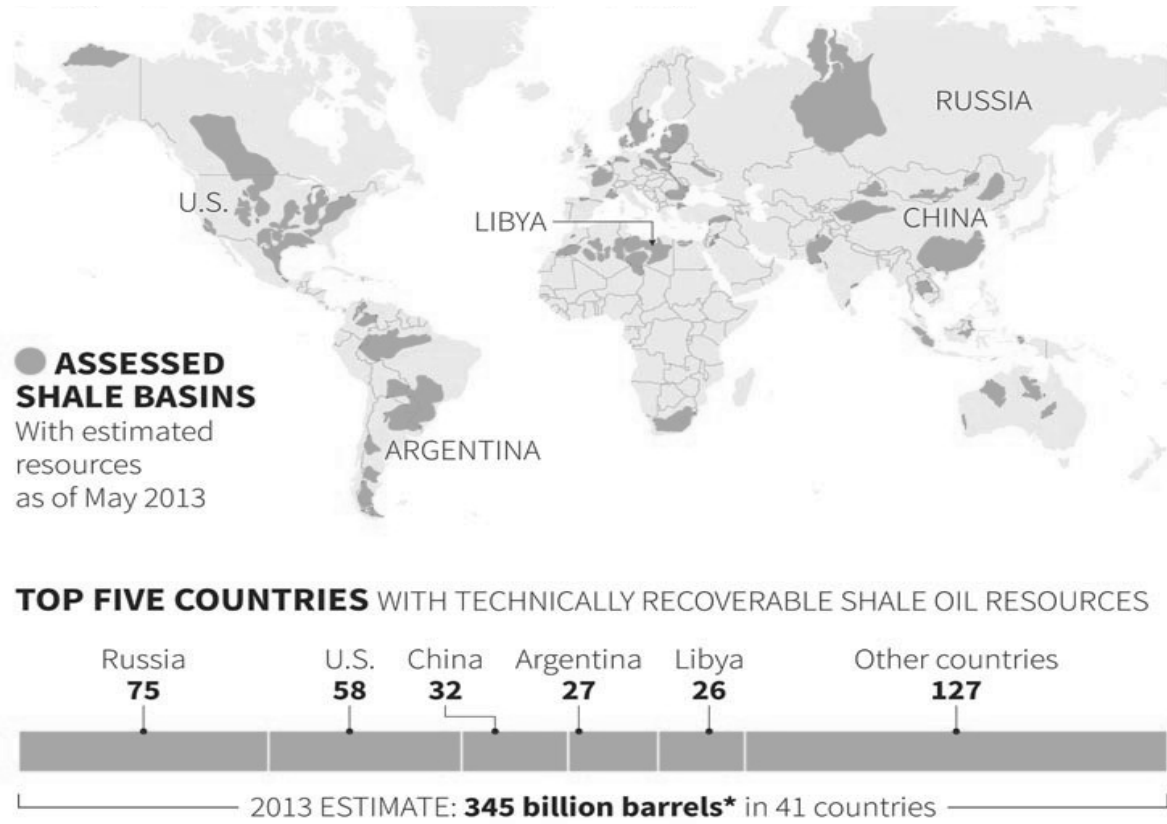 RUSSIA
U.S.
CHINA
LIBYA
ASSESSED
SHALE BASINS
With estimated
resources
as of May 2013
ARGENTINA
TOP FIVE COUNTRIES WITH TECHNICALLY RECOVERABLE SHALE OIL RESOURCES
Russia U.S. China Argentina Libya Other countries
75 58 32 27 26 127
2013 ESTIMATE: 345 billion barrels* in 41 countries